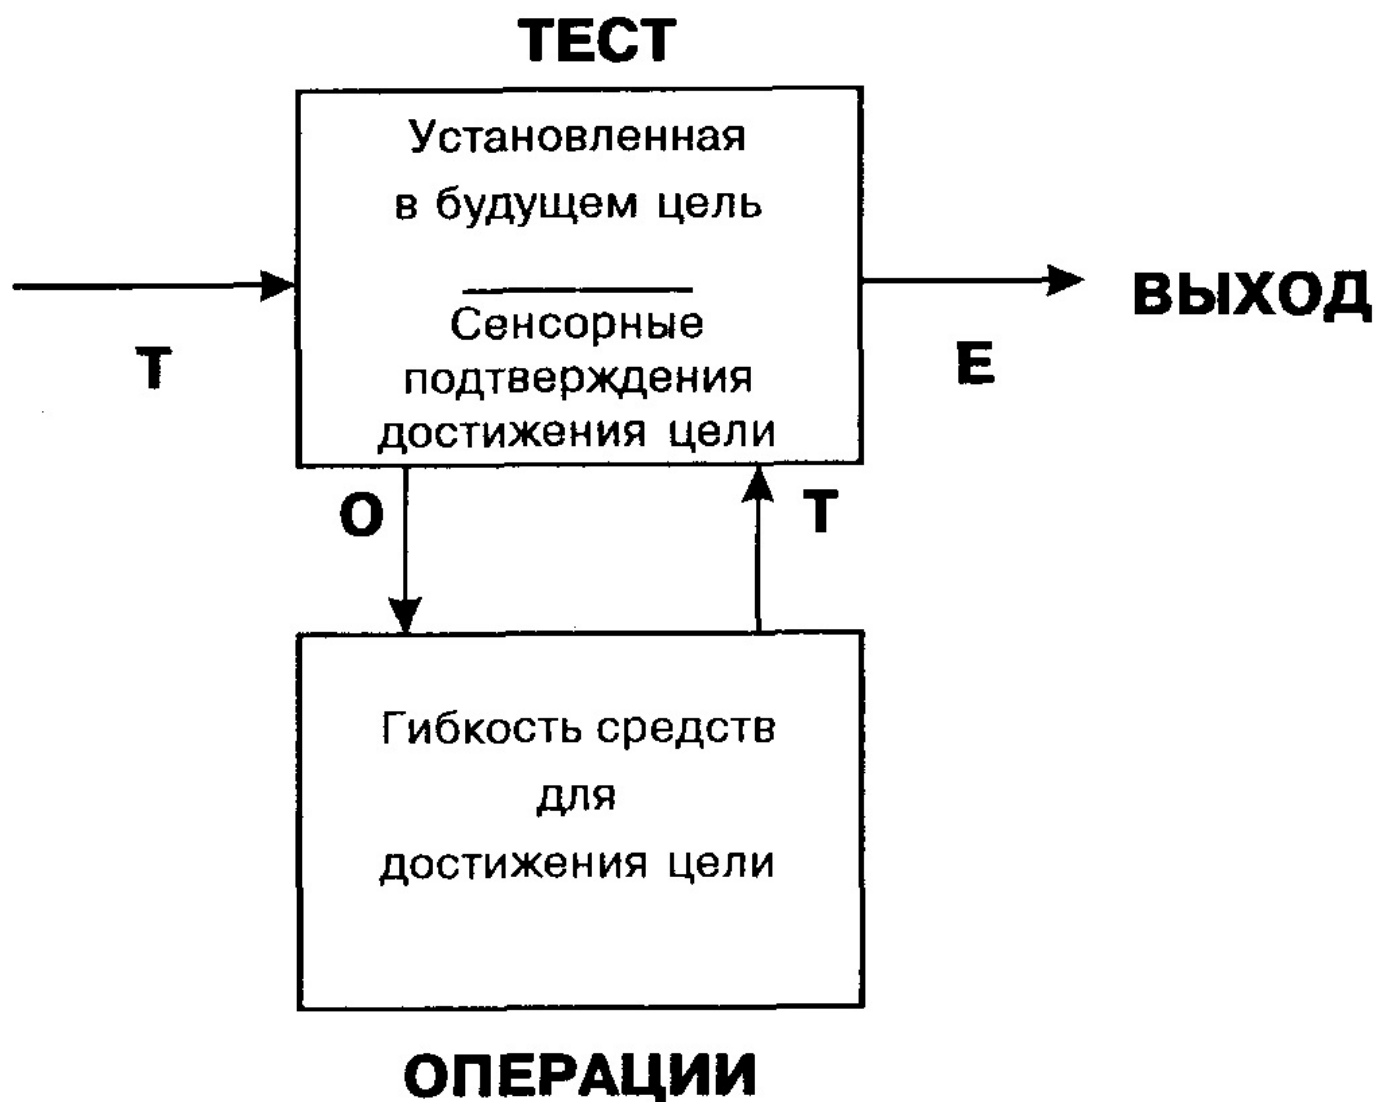 ТЕСТ
Установленная
в будущем цель
Сенсорные
подтверждения
достижения цели
Т
Е
ВЫХОД
О
Т
Гибкость средств
для
достижения цели
ОПЕРАЦИИ